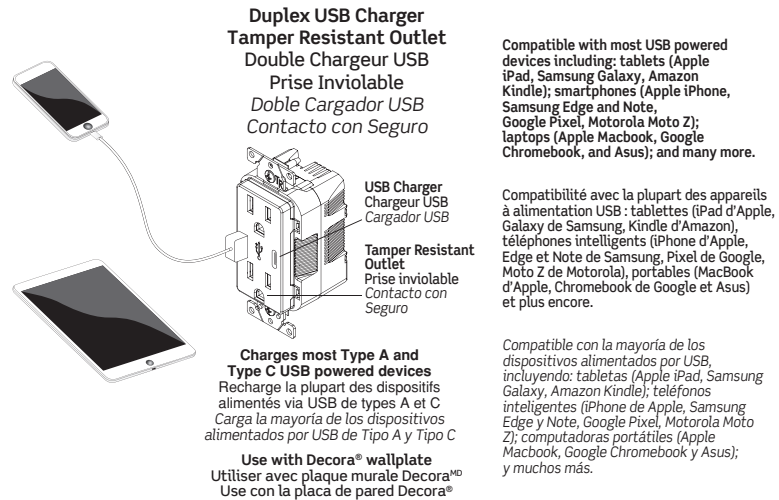 Duplex USB Charger
Tamper Resistant Outlet
Double Chargeur USB
Prise Inviolable
Doble Cargador USB
Contacto con Seguro
USB Charger
Chargeur USB
Cargador USB
Tamper Resistant
Outlet
Prise inviolable
Contacto con
Seguro
Charges most Type A and
Type C USB powered devices
Recharge la plupart des dispositifs
alimentés via USB de types A et C
Carga la mayoría de los dispositivos
alimentados por USB de Tipo A y Tipo C
Use with Decora® wallplate
Utiliser avec plaque murale Decoraᴹᴰ
Use con la placa de pared Decora®
Compatible with most USB powered
devices including: tablets (Apple
iPad, Samsung Galaxy, Amazon
Kindle); smartphones (Apple iPhone,
Samsung Edge and Note,
Google Pixel, Motorola Moto Z);
laptops (Apple Macbook, Google
Chromebook, and Asus); and many more.
Compatibilité avec la plupart des appareils
à alimentation USB : tablettes (iPad d'Apple,
Galaxy de Samsung, Kindle d'Amazon),
téléphones intelligents (iPhone d'Apple,
Edge et Note de Samsung, Pixel de Google,
Moto Z de Motorola), portables (MacBook
d'Apple, Chromebook de Google et Asus)
et plus encore.
Compatible con la mayoría de los
dispositivos alimentados por USB,
incluyendo: tabletas (Apple iPad, Samsung
Galaxy, Amazon Kindle); teléfonos
inteligentes (iPhone de Apple, Samsung
Edge y Note, Google Pixel, Motorola Moto
Z); computadoras portátiles (Apple
Macbook, Google Chromebook y Asus);
y muchos más.